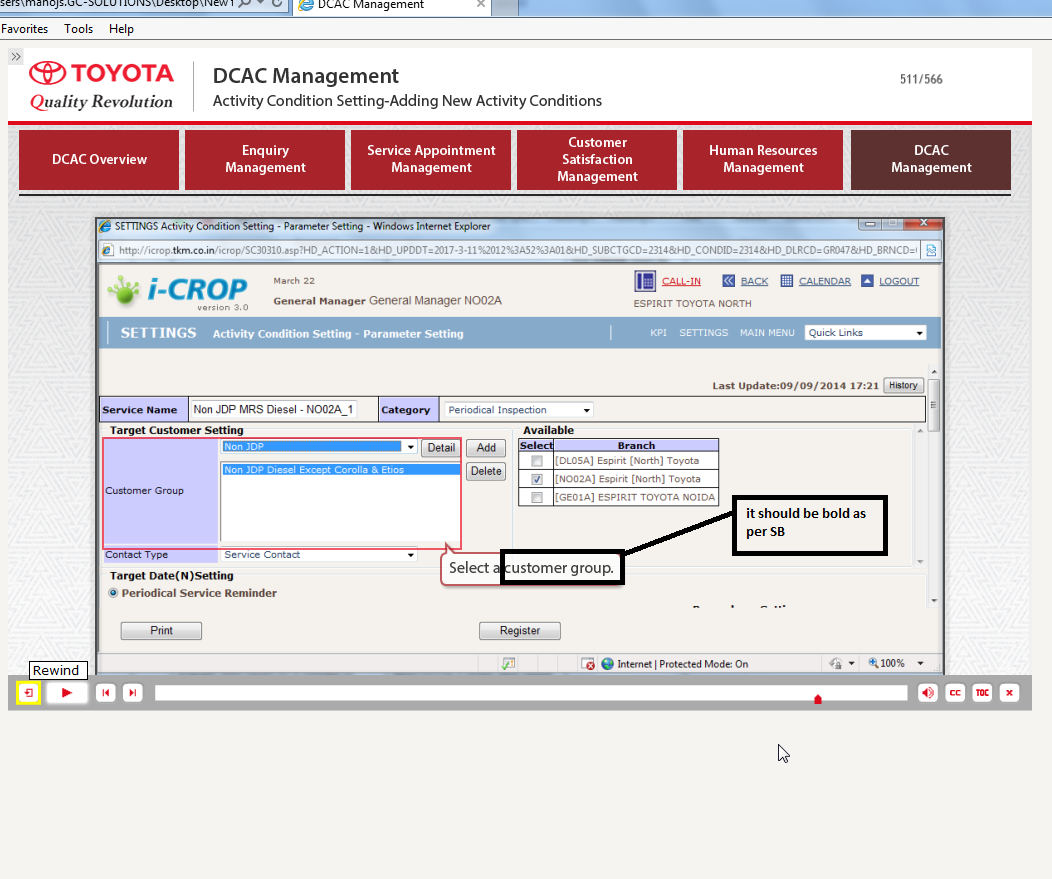 sers\manojs.GC-SOLUTIONS\Desktop\New
DCAC Management
Favorites Tools Help
TOYOTA
Quality Revolution
DCAC Management
Activity Condition Setting-Adding New Activity Conditions
511/566
DCAC Overview
Enquiry
Management
Service Appointment
Management
Customer
Satisfaction
Management
Human Resources
Management
DCAC
Management
SETTINGS Activity Condition Setting - Parameter Setting - Windows Internet Explorer
http://icrop.tkm.co.in/icrop/SC30310.asp?HD_ACTION=1&HD_UPDDT=2017-3-11%2012%3A52%3A01&HD_SUBCTGCD=2314&HD_CONDID=2314&HD_DLRCD=GR047&HD_BRNCD=
i-CROP
version 3.0
March 22
General Manager General Manager NO02A
CALL-IN BACK CALENDAR LOGOUT
ESPIRIT TOYOTA NORTH
SETTINGS Activity Condition Setting - Parameter Setting
KPI SETTINGS MAIN MENU Quick Links
Last Update:09/09/2014 17:21 History
Service Name Non JDP MRS Diesel - NO02A_1 Category Periodical Inspection
Target Customer Setting
Non JDP Detail Add
Non JDP Diesel Except Corolla & Etios Delete
Customer Group
Contact Type Service Contact
Available
Select Branch
[DL05A] Espirit [North] Toyota
[NO02A] Espirit [North] Toyota
[GE01A] ESPIRIT TOYOTA NOIDA
it should be bold as
per SB
Select a customer group.
Target Date(N)Setting
Periodical Service Reminder
Print Register
Internet | Protected Mode: On 100%
Rewind
CC TOC